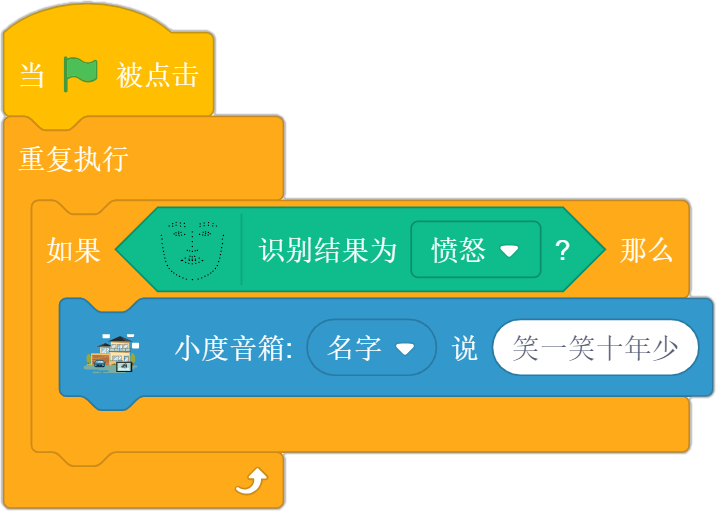 当 被点击
重复执行
如果 识别结果为 愤怒 ? 那么
小度音箱: 名字 说 笑一笑十年少